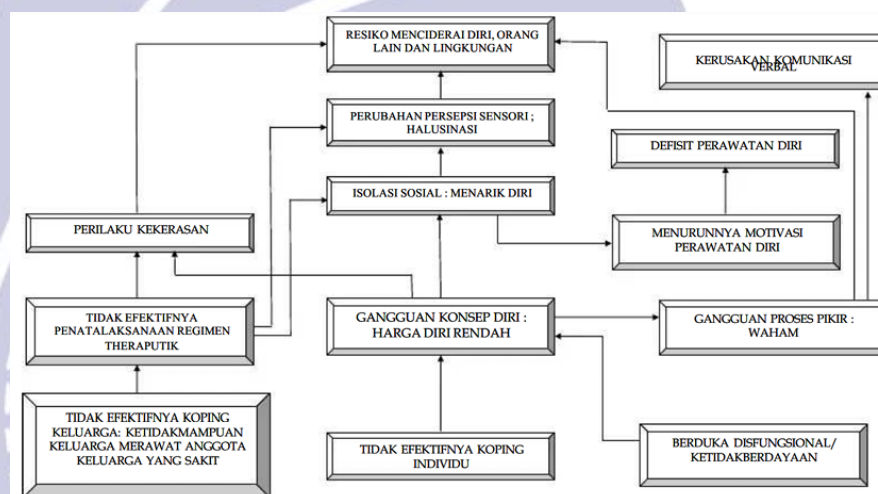 RESIKO MENCIDERAI DIRI, ORANG
LAIN DAN LINGKUNGAN
KERUSAKAN KOMUNIKASI
VERBAL
PERUBAHAN PERSEPSI SENSORI ;
HALUSINASI
DEFISIT PERAWATAN DIRI
ISOLASI SOSIAL : MENARIK DIRI
PERILAKU KEKERASAN
MENURUNNYA MOTIVASI
PERAWATAN DIRI
TIDAK EFEKTIFNYA
PENATALAKSANAAN REGIMEN
THERAPUTIK
GANGGUAN KONSEP DIRI :
HARGA DIRI RENDAH
GANGGUAN PROSES PIKIR :
WAHAM
TIDAK EFEKTIFNYA KOPING
KELUARGA: KETIDAKMAMPUAN
KELUARGA MERAWAT ANGGOTA
KELUARGA YANG SAKIT
TIDAK EFEKTIFNYA KOPING
INDIVIDU
BERDUKA DISFUNGSIONAL/
KETIDAKBERDAYAAN